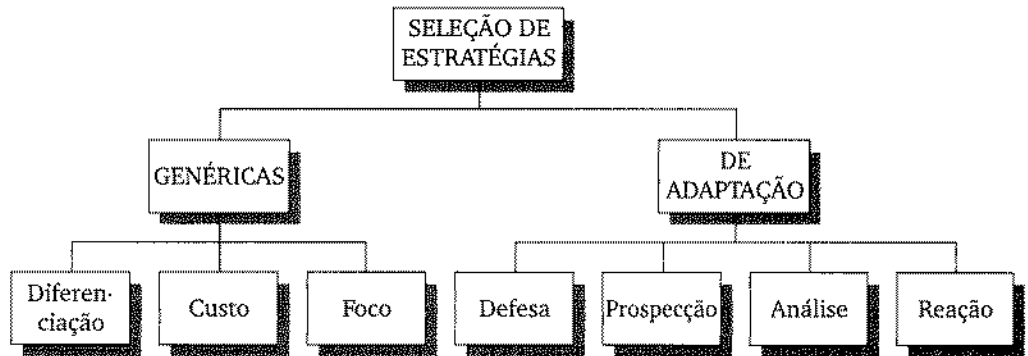 SELEÇÃO DE
ESTRATÉGIAS
GENÉRICAS
DE
ADAPTAÇÃO
Diferen-
ciação
Custo
Foco
Defesa
Prospecção
Análise
Reação